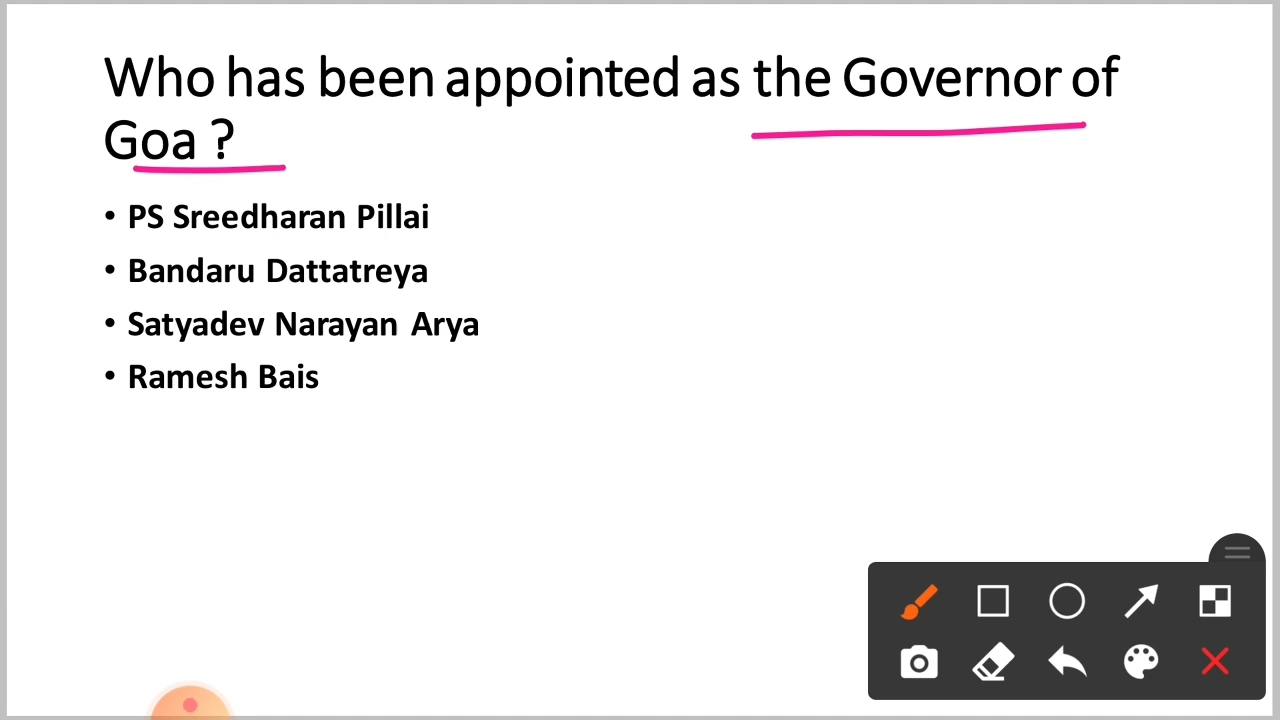 Who has been appointed as the Governor of
Goa ?
• PS Sreedharan Pillai
• Bandaru Dattatreya
• Satyadev Narayan Arya
• Ramesh Bais